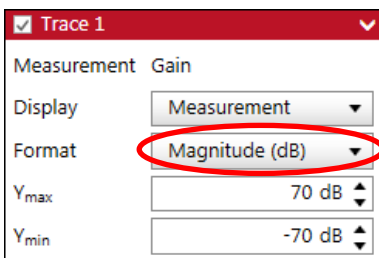 Trace 1
Measurement Gain
Display Measurement
Format Magnitude (dB)
Ymax 70 dB
Ymin -70 dB